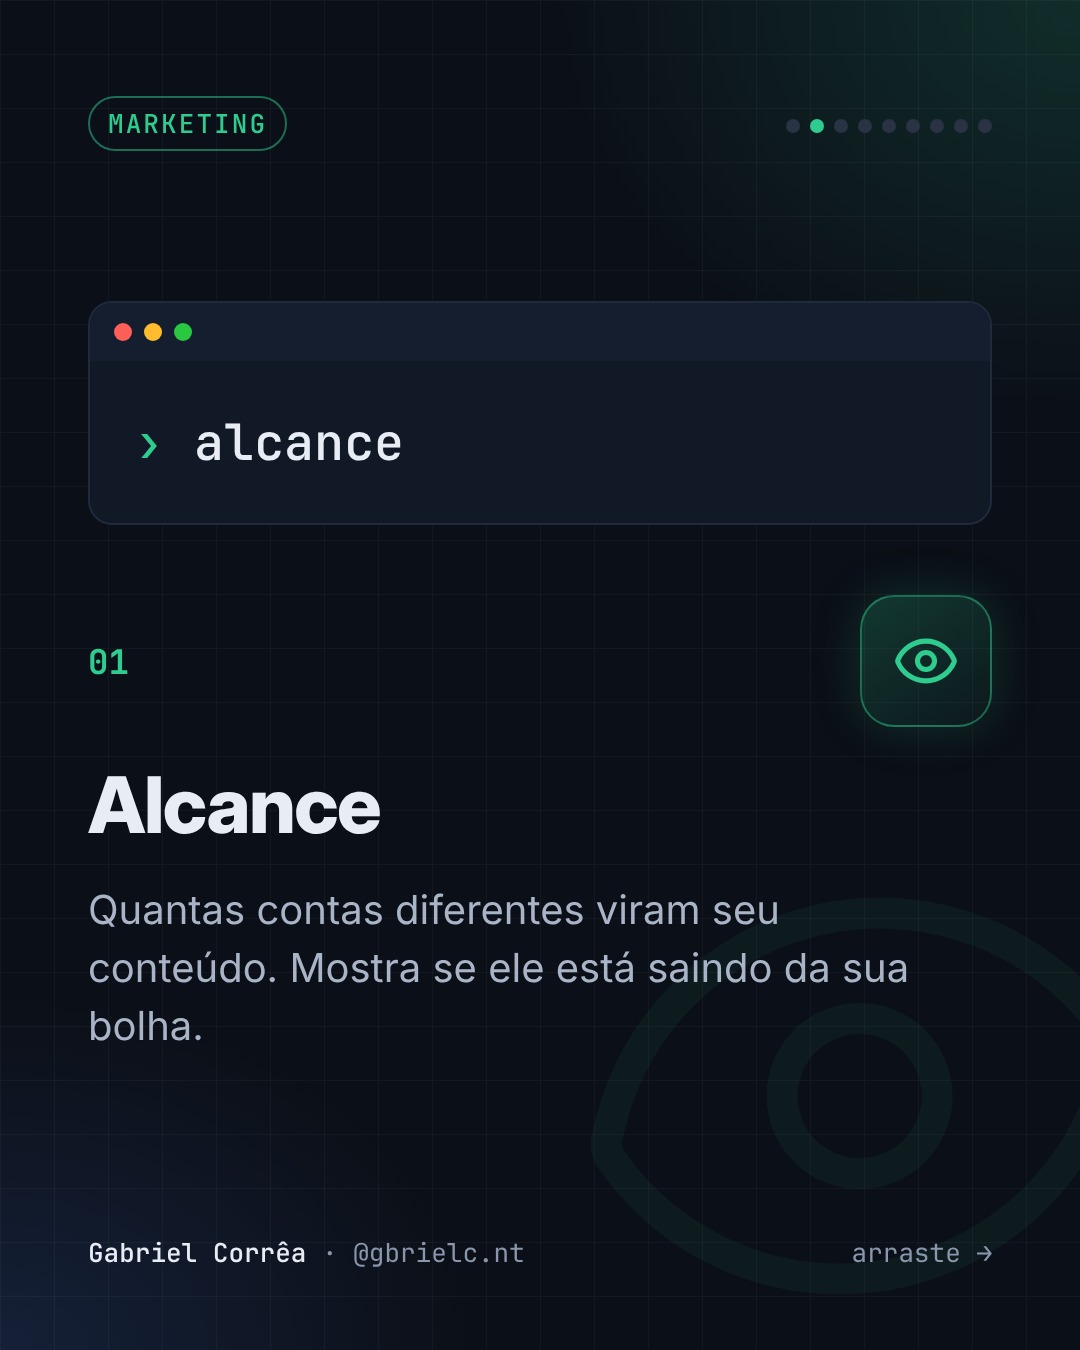 MARKETING
› alcance
01
Alcance
Quantas contas diferentes viram seu
conteúdo. Mostra se ele está saindo da sua
bolha.
Gabriel Corrêa · @gbrielc.nt
arraste →